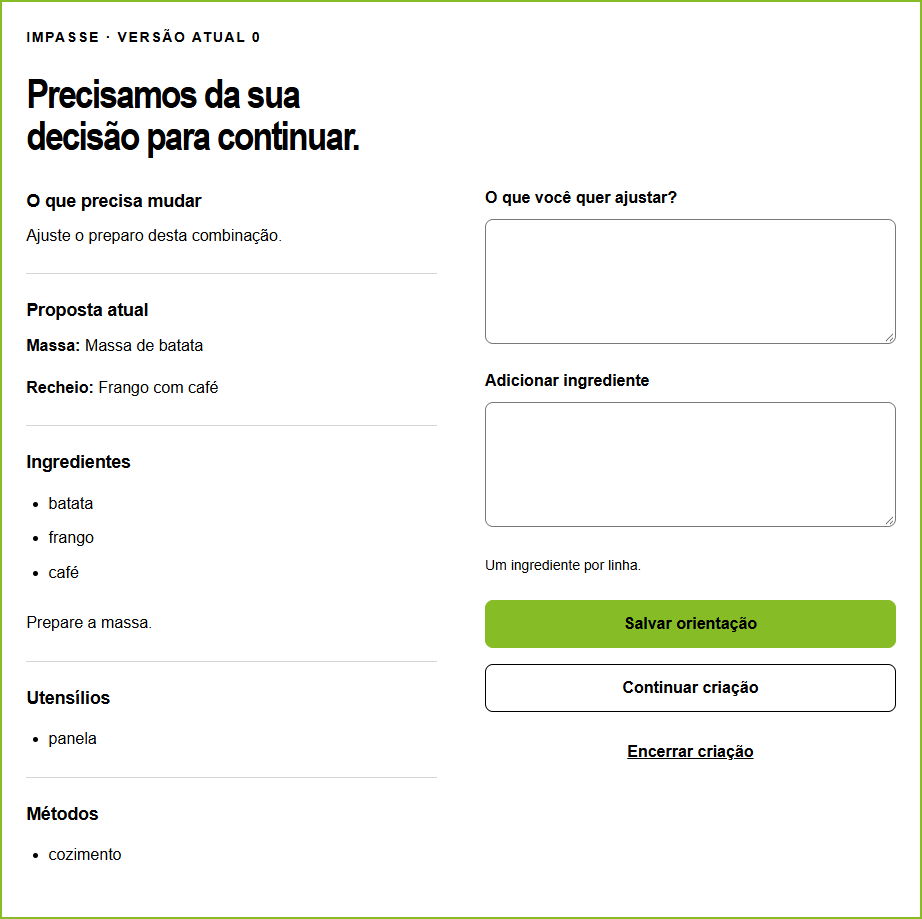 IMPASSE · VERSÃO ATUAL 0
Precisamos da sua
decisão para continuar.
O que precisa mudar
Ajuste o preparo desta combinação.
Proposta atual
Massa: Massa de batata
Recheio: Frango com café
Ingredientes
• batata
• frango
• café
Prepare a massa.
Utensílios
• panela
Métodos
• cozimento
O que você quer ajustar?
Adicionar ingrediente
Um ingrediente por linha.
Salvar orientação
Continuar criação
Encerrar criação